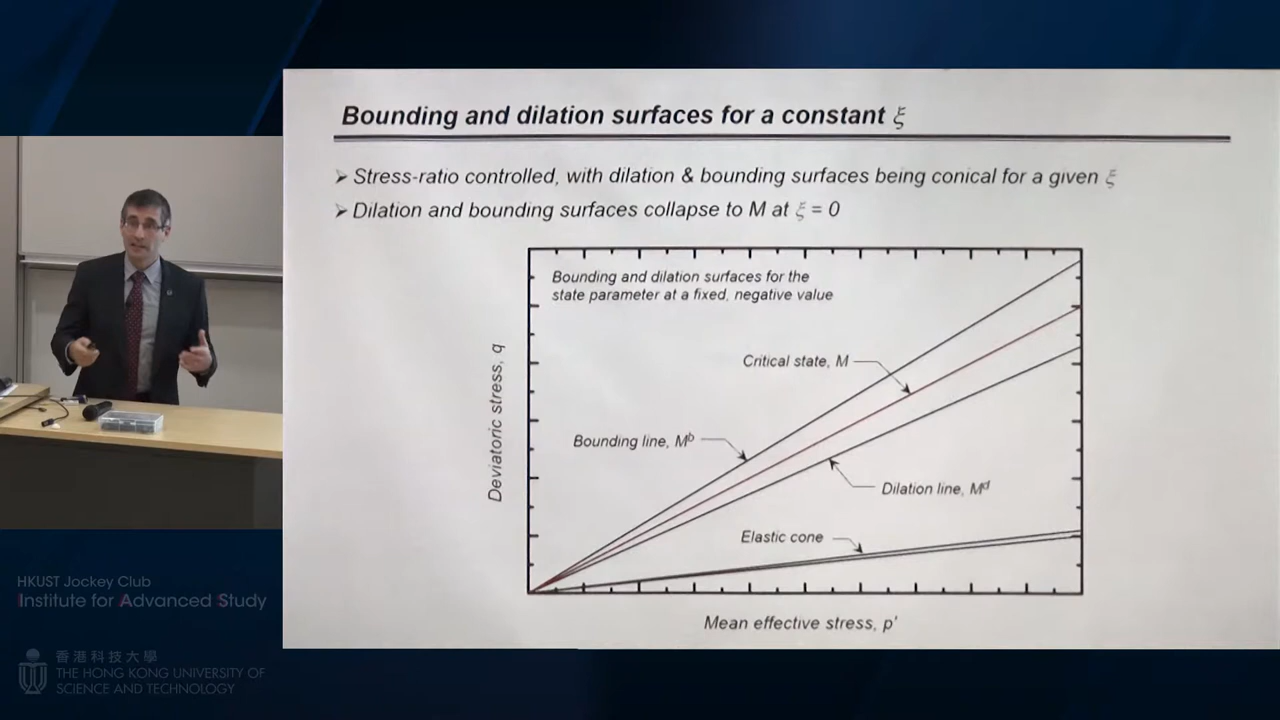 Bounding and dilation surfaces for a constant ξ
➢ Stress-ratio controlled, with dilation & bounding surfaces being conical for a given ξ
➢ Dilation and bounding surfaces collapse to M at ξ = 0
Bounding and dilation surfaces for the
state parameter at a fixed, negative value
Critical state, M
Bounding line, Mᵇ
Dilation line, Mᵈ
Elastic cone
Deviatoric stress, q
Mean effective stress, p'
HKUST Jockey Club
Institute for Advanced Study
香港科技大學
THE HONG KONG UNIVERSITY OF
SCIENCE AND TECHNOLOGY